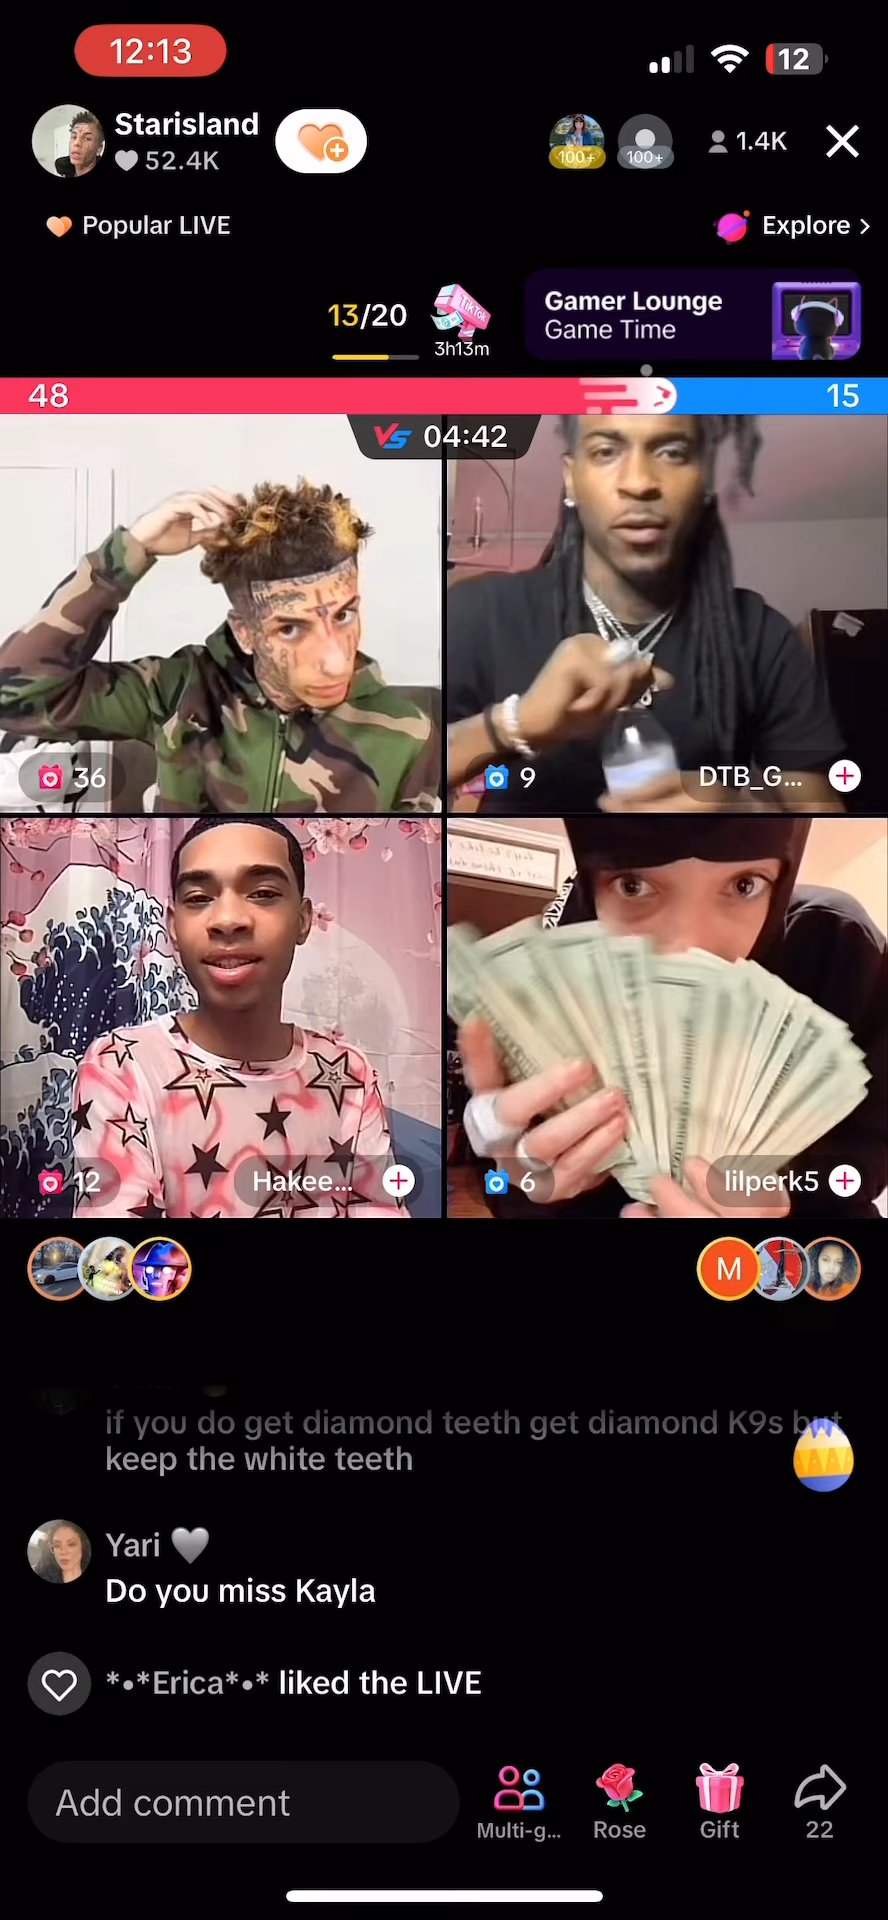 12:13
12
Starisland
52.4K
100+
100+
1.4K
Popular LIVE
Explore >
13/20
TikTok
3h13m
Gamer Lounge
Game Time
48
15
VS 04:42
36
9
DTB_G...
12
Hakee...
6
lilperk5
M
if you do get diamond teeth get diamond K9s but
keep the white teeth
Yari 🩶
Do you miss Kayla
*•*Erica*•* liked the LIVE
Add comment
Multi-g...
Rose
Gift
22